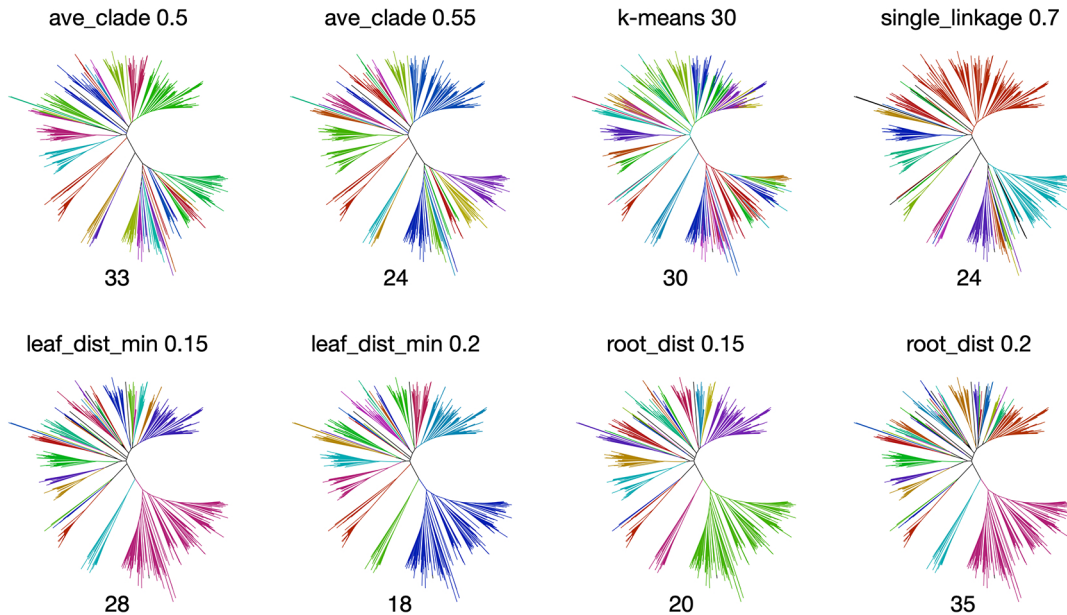 ave_clade 0.5
ave_clade 0.55
k-means 30
single_linkage 0.7
33
24
30
24
leaf_dist_min 0.15
leaf_dist_min 0.2
root_dist 0.15
root_dist 0.2
28
18
20
35